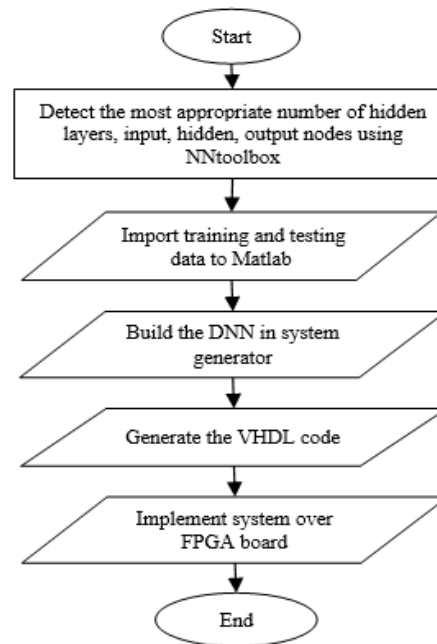 Start
Detect the most appropriate number of hidden
layers, input, hidden, output nodes using
NNtoolbox
Import training and testing
data to Matlab
Build the DNN in system
generator
Generate the VHDL code
Implement system over
FPGA board
End